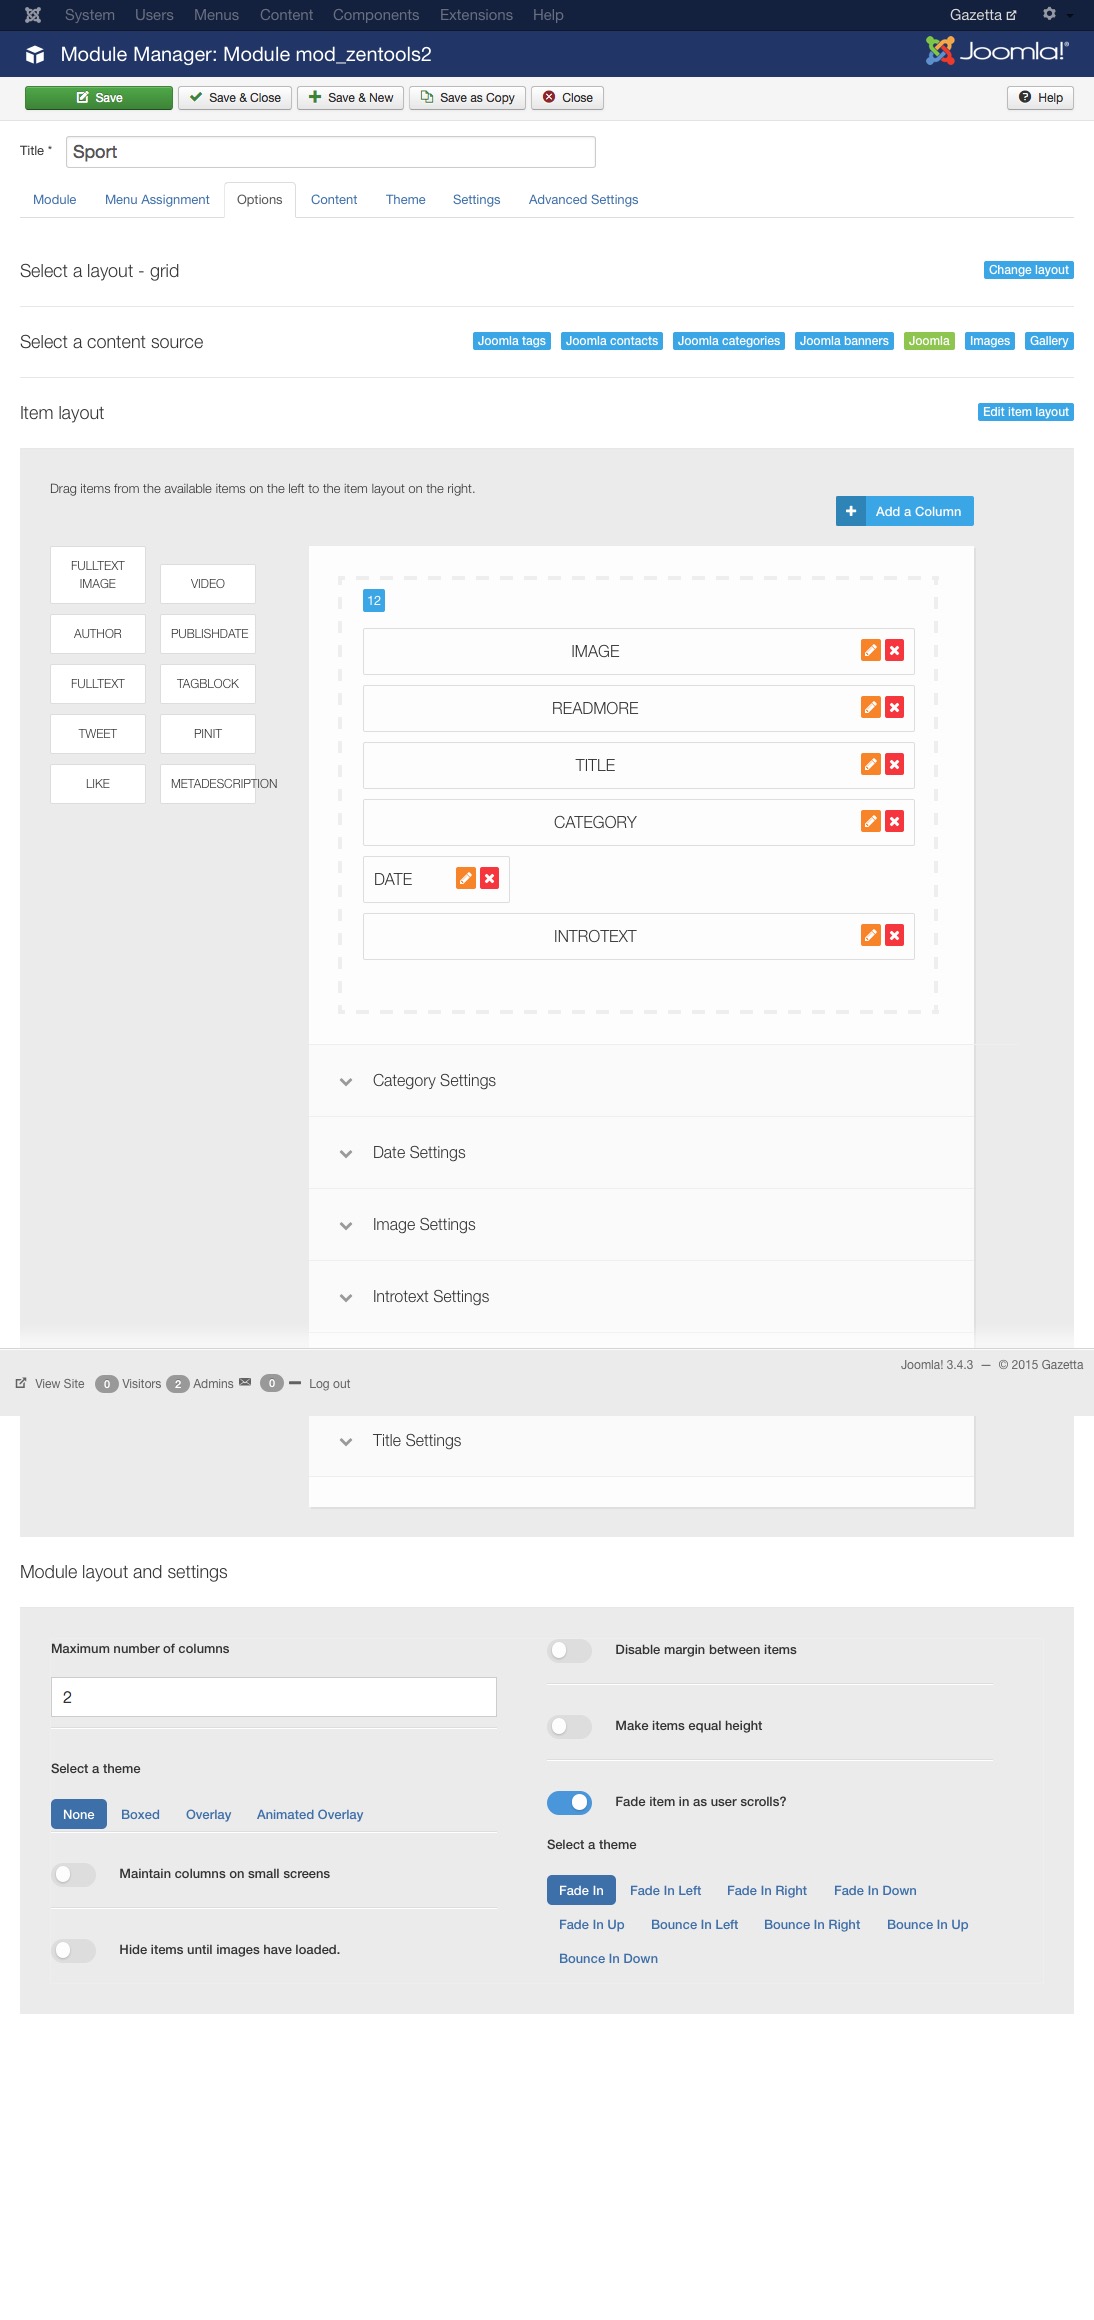 System Users Menus Content Components Extensions Help Gazetta
Module Manager: Module mod_zentools2 Joomla!®
Save Save & Close Save & New Save as Copy Close Help
Title * Sport
Module Menu Assignment Options Content Theme Settings Advanced Settings
Select a layout - grid Change layout
Select a content source Joomla tags Joomla contacts Joomla categories Joomla banners Joomla Images Gallery
Item layout Edit item layout
Drag items from the available items on the left to the item layout on the right.
Add a Column
FULLTEXT
IMAGE VIDEO
AUTHOR PUBLISHDATE
FULLTEXT TAGBLOCK
TWEET PINIT
LIKE METADESCRIPTION
12
IMAGE
READMORE
TITLE
CATEGORY
DATE
INTROTEXT
Category Settings
Date Settings
Image Settings
Introtext Settings
Joomla! 3.4.3 — © 2015 Gazetta
View Site 0 Visitors 2 Admins 0 Log out
Title Settings
Module layout and settings
Maximum number of columns
2
Select a theme
None Boxed Overlay Animated Overlay
Maintain columns on small screens
Hide items until images have loaded.
Disable margin between items
Make items equal height
Fade item in as user scrolls?
Select a theme
Fade In Fade In Left Fade In Right Fade In Down
Fade In Up Bounce In Left Bounce In Right Bounce In Up
Bounce In Down